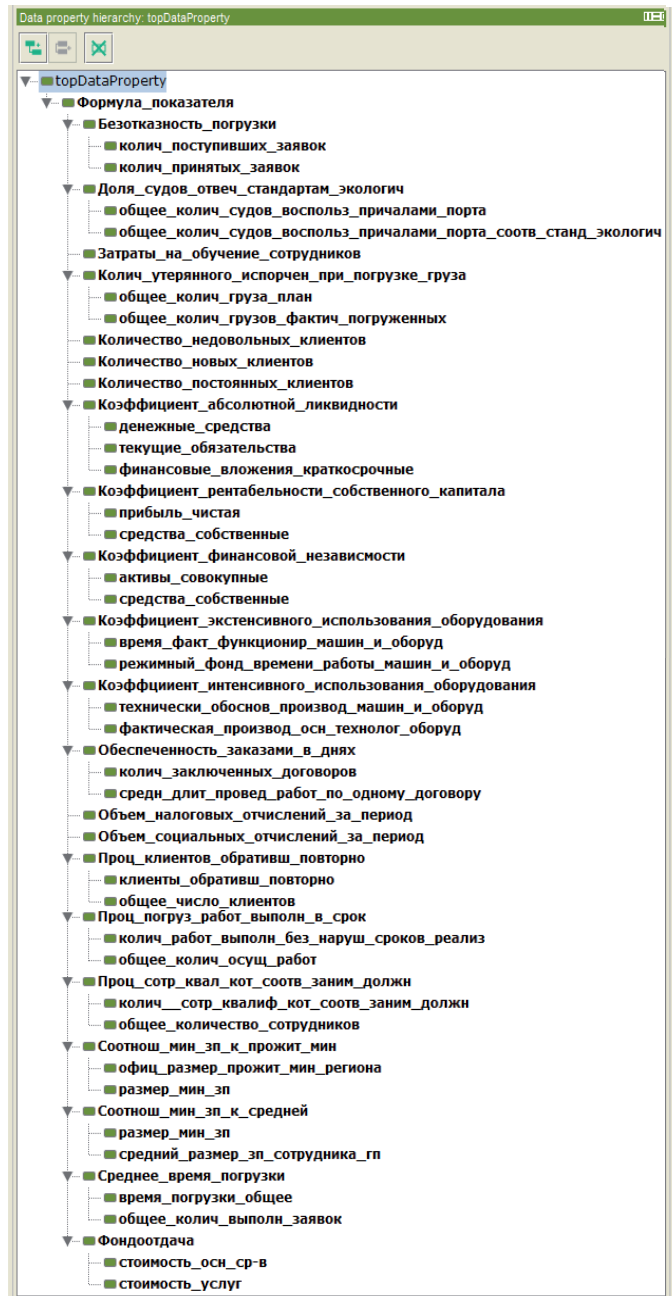 Data property hierarchy: topDataProperty
topDataProperty
Формула_показателя
Безотказность_погрузки
колич_поступивших_заявок
колич_принятых_заявок
Доля_судов_отвеч_стандартам_экологич
общее_колич_судов_воспольз_причалами_порта
общее_колич_судов_воспольз_причалами_порта_соотв_станд_экологич
Затраты_на_обучение_сотрудников
Колич_утерянного_испорчен_при_погрузке_груза
общее_колич_груза_план
общее_колич_грузов_фактич_погруженных
Количество_недовольных_клиентов
Количество_новых_клиентов
Количество_постоянных_клиентов
Коэффициент_абсолютной_ликвидности
денежные_средства
текущие_обязательства
финансовые_вложения_краткосрочные
Коэффициент_рентабельности_собственного_капитала
прибыль_чистая
средства_собственные
Коэффициент_финансовой_независмости
активы_совокупные
средства_собственные
Коэффициент_экстенсивного_использования_оборудования
время_факт_функционир_машин_и_оборуд
режимный_фонд_времени_работы_машин_и_оборуд
Коэффциииент_интенсивного_использования_оборудования
технически_обоснов_производ_машин_и_оборуд
фактическая_производ_осн_технолог_оборуд
Обеспеченность_заказами_в_днях
колич_заключенных_договоров
средн_длит_провед_работ_по_одному_договору
Объем_налоговых_отчислений_за_период
Объем_социальных_отчислений_за_период
Проц_клиентов_обративш_повторно
клиенты_обративш_повторно
общее_число_клиентов
Проц_погруз_работ_выполн_в_срок
колич_работ_выполн_без_наруш_сроков_реализ
общее_колич_осущ_работ
Проц_сотр_квал_кот_соотв_заним_должн
колич__сотр_квалиф_кот_соотв_заним_должн
общее_количество_сотрудников
Соотнош_мин_зп_к_прожит_мин
офиц_размер_прожит_мин_региона
размер_мин_зп
Соотнош_мин_зп_к_средней
размер_мин_зп
средний_размер_зп_сотрудника_гп
Среднее_время_погрузки
время_погрузки_общее
общее_колич_выполн_заявок
Фондоотдача
стоимость_осн_ср-в
стоимость_услуг